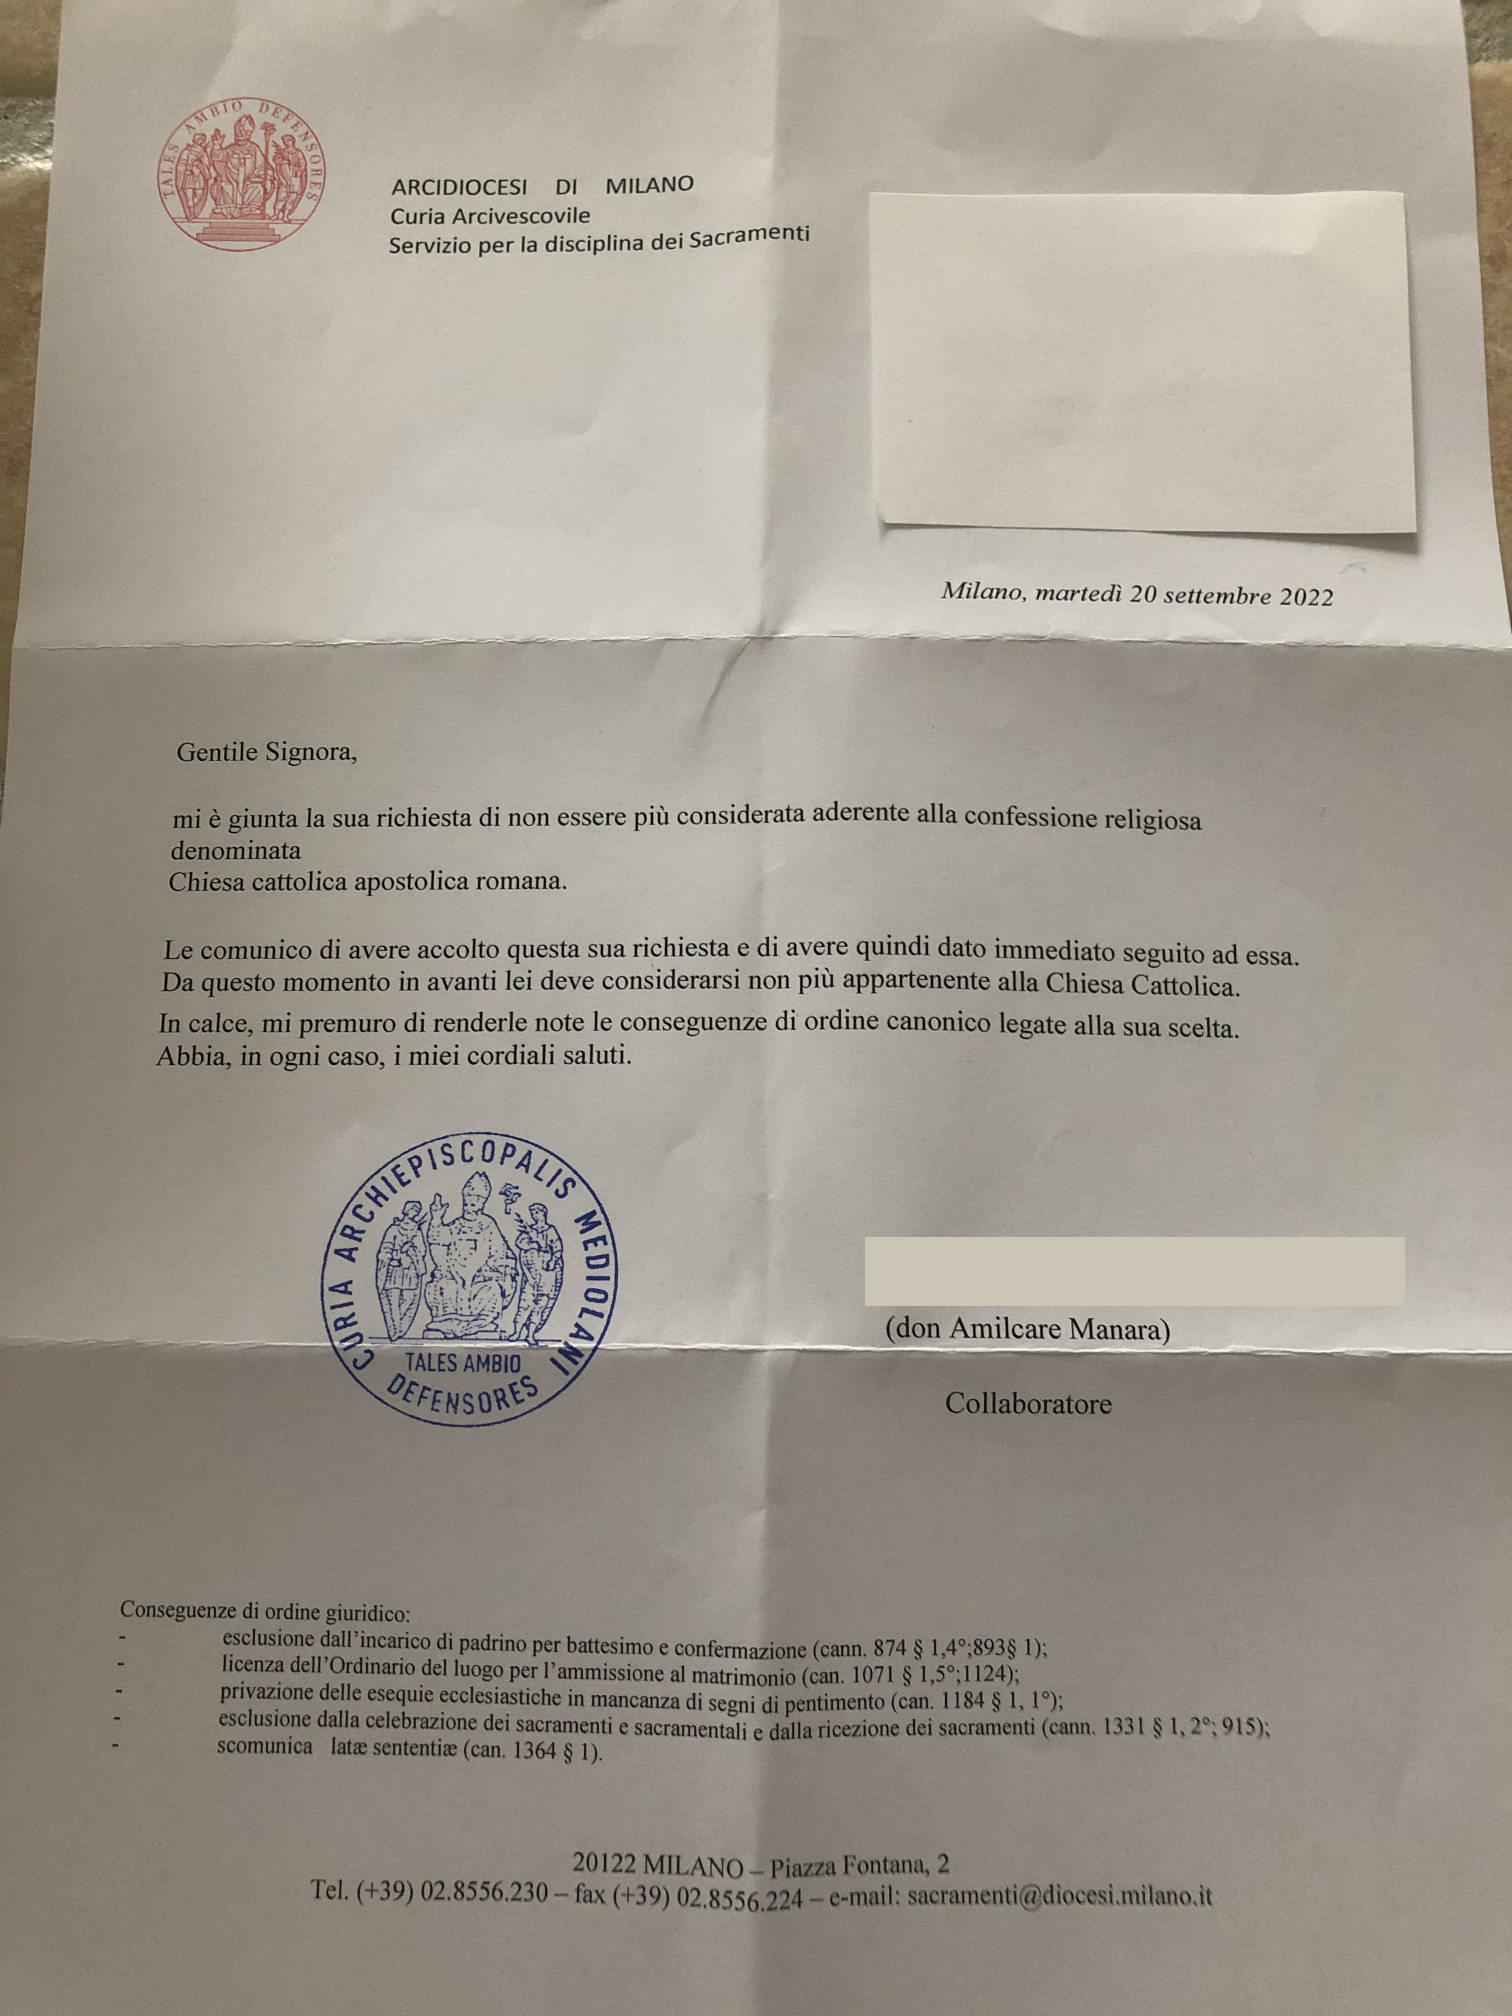 TALES AMBIO DEFENSORES
ARCIDIOCESI DI MILANO
Curia Arcivescovile
Servizio per la disciplina dei Sacramenti
Milano, martedì 20 settembre 2022
Gentile Signora,
mi è giunta la sua richiesta di non essere più considerata aderente alla confessione religiosa
denominata
Chiesa cattolica apostolica romana.
Le comunico di avere accolto questa sua richiesta e di avere quindi dato immediato seguito ad essa.
Da questo momento in avanti lei deve considerarsi non più appartenente alla Chiesa Cattolica.
In calce, mi premuro di renderle note le conseguenze di ordine canonico legate alla sua scelta.
Abbia, in ogni caso, i miei cordiali saluti.
CURIA ARCHIEPISCOPALIS MEDIOLANI
TALES AMBIO
DEFENSORES
(don Amilcare Manara)
Collaboratore
Conseguenze di ordine giuridico:
- esclusione dall'incarico di padrino per battesimo e confermazione (cann. 874 § 1,4°;893§ 1);
- licenza dell'Ordinario del luogo per l'ammissione al matrimonio (can. 1071 § 1,5°;1124);
- privazione delle esequie ecclesiastiche in mancanza di segni di pentimento (can. 1184 § 1, 1°);
- esclusione dalla celebrazione dei sacramenti e sacramentali e dalla ricezione dei sacramenti (cann. 1331 § 1, 2°; 915);
- scomunica latæ sententiæ (can. 1364 § 1).
20122 MILANO – Piazza Fontana, 2
Tel. (+39) 02.8556.230 – fax (+39) 02.8556.224 – e-mail: sacramenti@diocesi.milano.it